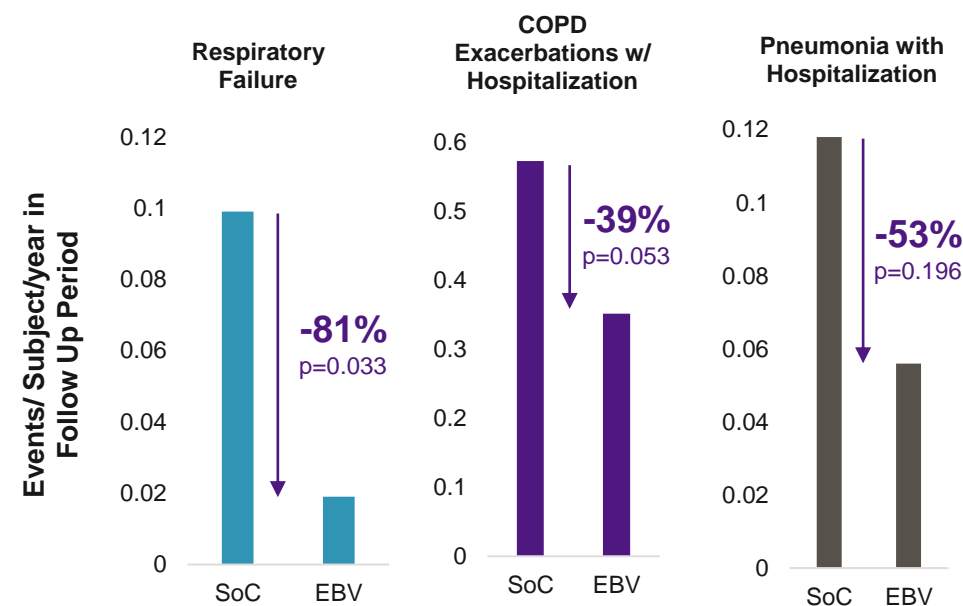 Events/ Subject/year in
Follow Up Period
Respiratory
Failure
0.12
0.1
0.08
0.06
0.04
0.02
0
-81%
p=0.033
SoC
EBV
COPD
Exacerbations w/
Hospitalization
0.6
0.5
0.4
0.3
0.2
0.1
0
-39%
p=0.053
SoC
EBV
Pneumonia with
Hospitalization
0.12
0.1
0.08
0.06
0.04
0.02
0
-53%
p=0.196
SoC
EBV